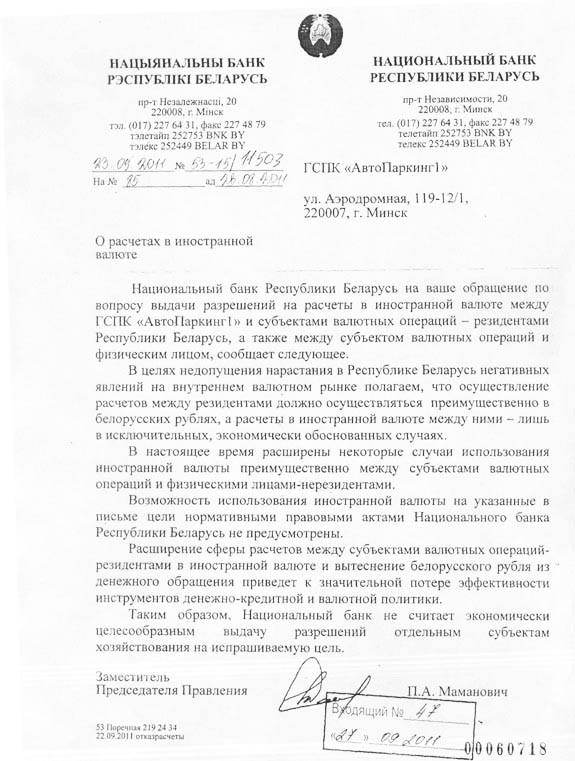 НАЦЫЯНАЛЬНЫ БАНК
РЭСПУБЛІКІ БЕЛАРУСЬ
пр-т Незалежнасці, 20
220008, г. Мінск
тэл. (017) 227 64 31, факс 227 48 79
тэлетайп 252753 BNK BY
тэлекс 252449 BELAR BY
23.09.2011 № 53-15/11503
На № 25 ад
НАЦИОНАЛЬНЫЙ БАНК
РЕСПУБЛИКИ БЕЛАРУСЬ
пр-т Независимости, 20
220008, г. Минск
тел. (017) 227 64 31, факс 227 48 79
телетайп 252753 BNK BY
телекс 252449 BELAR BY
ГСПК «АвтоПаркинг1»
ул. Аэродромная, 119-12/1,
220007, г. Минск
О расчетах в иностранной
валюте
Национальный банк Республики Беларусь на ваше обращение по
вопросу выдачи разрешений на расчеты в иностранной валюте между
ГСПК «АвтоПаркинг1» и субъектами валютных операций – резидентами
Республики Беларусь, а также между субъектом валютных операций и
физическим лицом, сообщает следующее.
В целях недопущения нарастания в Республике Беларусь негативных
явлений на внутреннем валютном рынке полагаем, что осуществление
расчетов между резидентами должно осуществляться преимущественно в
белорусских рублях, а расчеты в иностранной валюте между ними – лишь
в исключительных, экономически обоснованных случаях.
В настоящее время расширены некоторые случаи использования
иностранной валюты преимущественно между субъектами валютных
операций и физическими лицами-нерезидентами.
Возможность использования иностранной валюты на указанные в
письме цели нормативными правовыми актами Национального банка
Республики Беларусь не предусмотрены.
Расширение сферы расчетов между субъектами валютных операций-
резидентами в иностранной валюте и вытеснение белорусского рубля из
денежного обращения приведет к значительной потере эффективности
инструментов денежно-кредитной и валютной политики.
Таким образом, Национальный банк не считает экономически
целесообразным выдачу разрешений отдельным субъектам
хозяйствования на испрашиваемую цель.
Заместитель
Председателя Правления
П.А. Маманович
Входящий № 47
«27» 09 2011
53 Поречная 219 24 34
22.09.2011 отказрасчеты
00060718